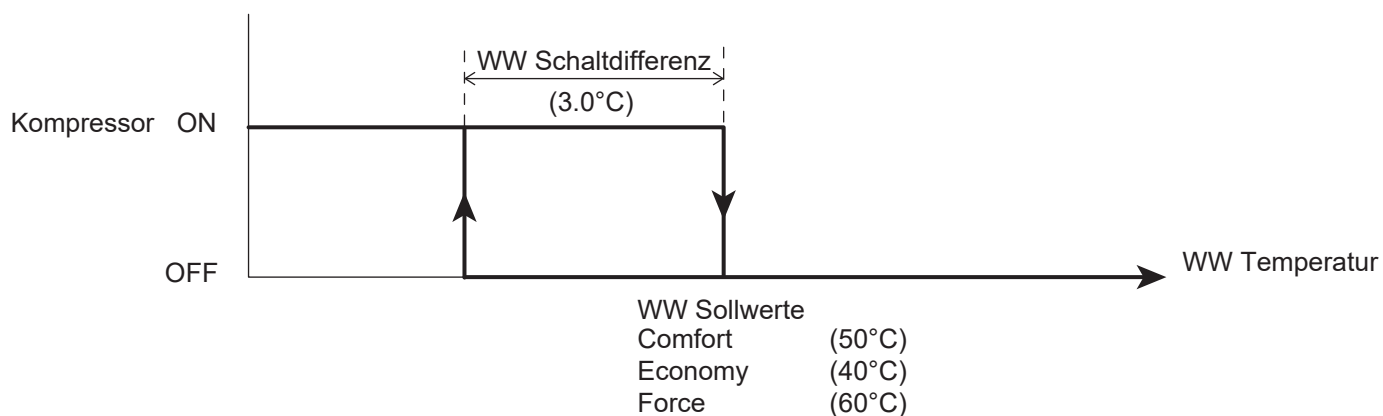 WW Schaltdifferenz
(3.0°C)
Kompressor ON
OFF
WW Temperatur
WW Sollwerte
Comfort (50°C)
Economy (40°C)
Force (60°C)